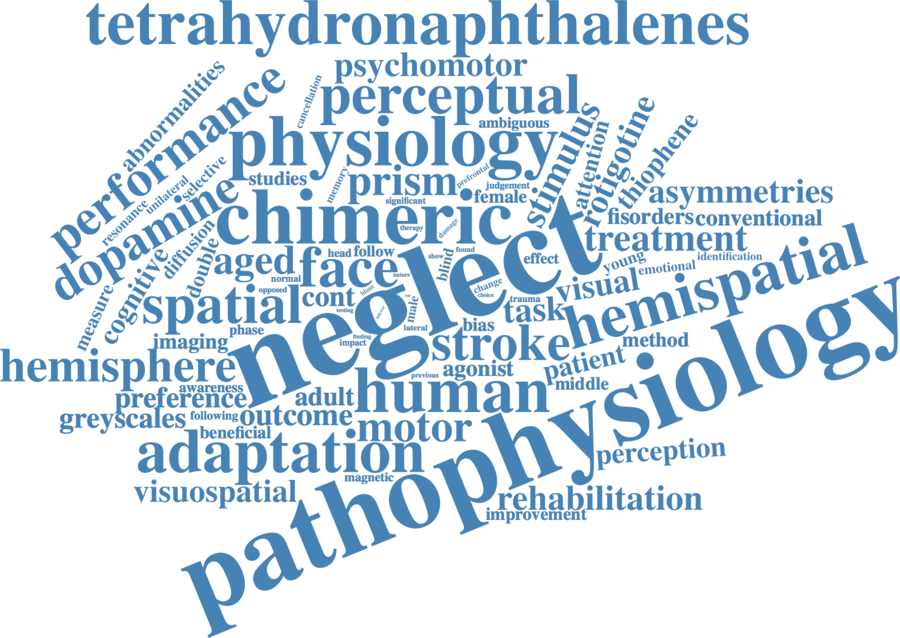 tetrahydronaphthalenes
psychomotor
abnormalities
performance
cancellation
perceptual
ambiguous
physiology
stimulus
attention
rotigotine
thiophene
resonance
unilateral
selective
studies
memory
prism
prefrontal
judgement
female
significant
asymmetries
dopamine
chimeric
therapy
damage
fisorders
conventional
measure
cognitive
diffusion
double
aged
normal
opposed
head
follow
face
nature
show
found
blind
neglect
effect
treatment
young
emotional
identification
change
choice
visual
hemispatial
spatial
cont
testing
blunt
male
trauma
task
imaging
phase
finding
impact
lateral
bias
stroke
method
patient
hemisphere
awareness
preference
previous
agonist
middle
adult
human
greyscales
following
outcome
beneficial
motor
adaptation
pathophysiology
perception
magnetic
visuospatial
rehabilitation
improvement